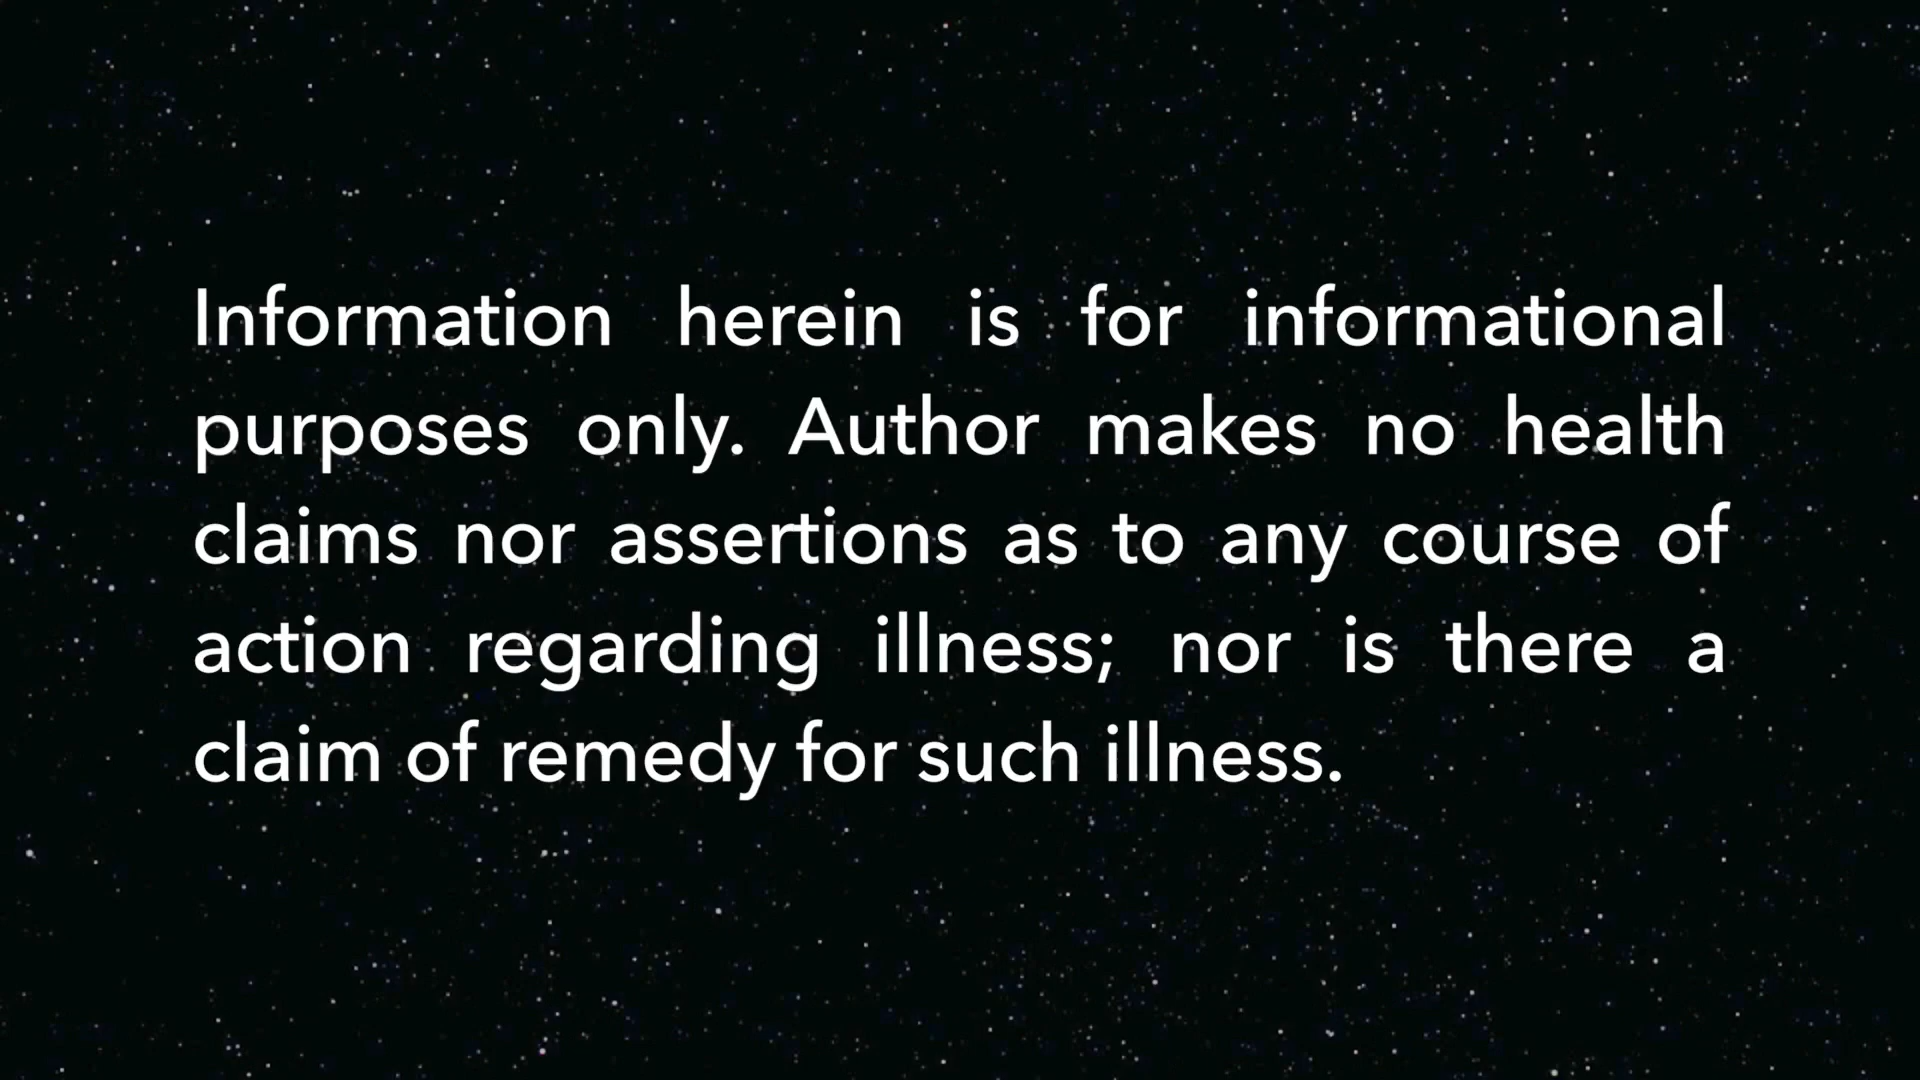 Information herein is for informational
purposes only. Author makes no health
claims nor assertions as to any course of
action regarding illness; nor is there a
claim of remedy for such illness.